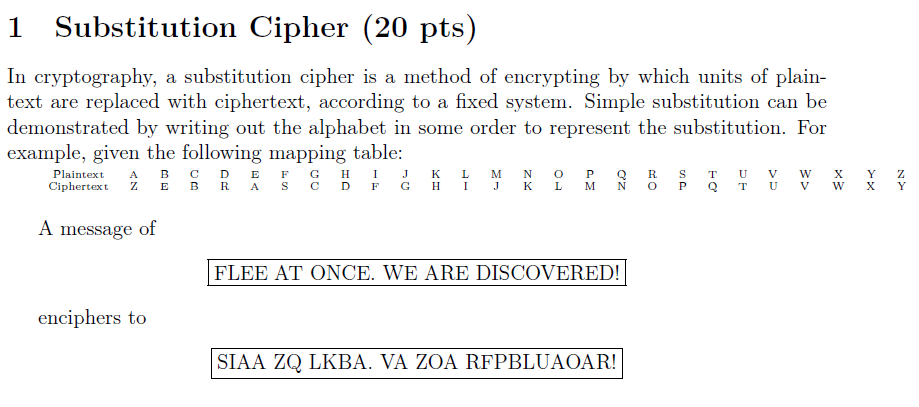 1 Substitution Cipher (20 pts)
In cryptography, a substitution cipher is a method of encrypting by which units of plain-
text are replaced with ciphertext, according to a fixed system. Simple substitution can be
demonstrated by writing out the alphabet in some order to represent the substitution. For
example, given the following mapping table:
Plaintext A B C D E F G H I J K L M N O P Q R S T U V W X Y Z
Ciphertext Z E B R A S C D F G H I J K L M N O P Q T U V W X Y
A message of
FLEE AT ONCE. WE ARE DISCOVERED!
enciphers to
SIAA ZQ LKBA. VA ZOA RFPBLUAOAR!